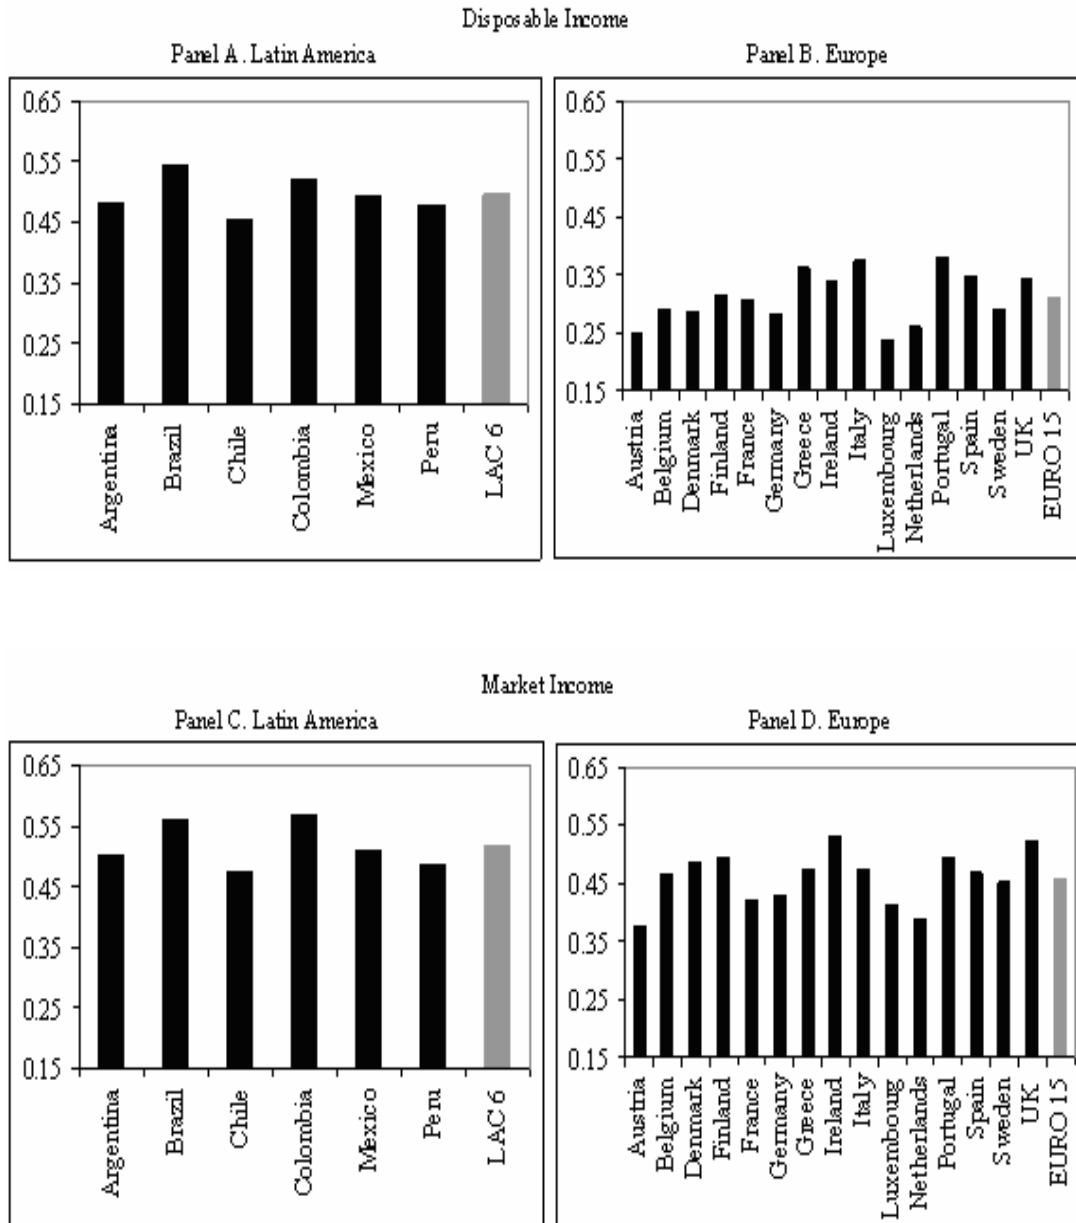 Disposable Income
Panel A. Latin America
0.65
0.55
0.45
0.35
0.25
0.15
Argentina
Brazil
Chile
Colombia
Mexico
Peru
LAC 6
Panel B. Europe
0.65
0.55
0.45
0.35
0.25
0.15
Austria
Belgium
Denmark
Finland
France
Germany
Greece
Ireland
Italy
Luxembourg
Netherlands
Portugal
Spain
Sweden
UK
EURO 15
Market Income
Panel C. Latin America
0.65
0.55
0.45
0.35
0.25
0.15
Argentina
Brazil
Chile
Colombia
Mexico
Peru
LAC 6
Panel D. Europe
0.65
0.55
0.45
0.35
0.25
0.15
Austria
Belgium
Denmark
Finland
France
Germany
Greece
Ireland
Italy
Luxembourg
Netherlands
Portugal
Spain
Sweden
UK
EURO 15